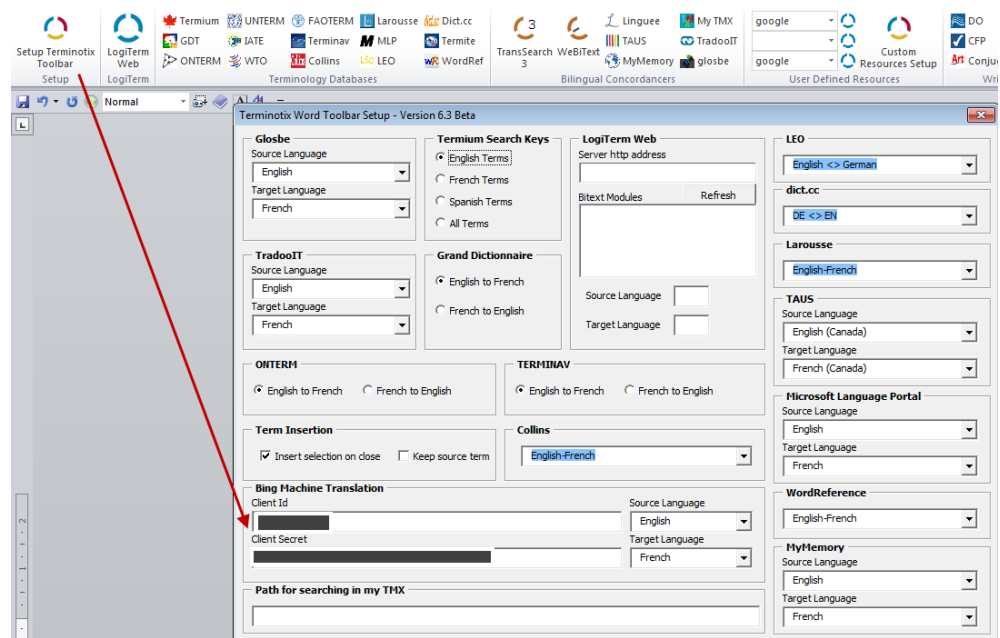 Setup Terminotix
Toolbar
Setup
LogiTerm
Web
LogiTerm
Termium
UNTERM
FAOTERM
Larousse
Dict.cc
GDT
IATE
Terminav
MLP
Termite
ONTERM
WTO
Collins
LEO
WordRef
Terminology Databases
TransSearch
3
WeBiText
Linguee
My TMX
TAUS
TradooIT
MyMemory
glosbe
Bilingual Concordancers
google
google
Custom
Resources Setup
User Defined Resources
DO
CFP
Conju
Wri
Normal
Terminotix Word Toolbar Setup - Version 6.3 Beta
Glosbe
Source Language
English
Target Language
French
Termium Search Keys
English Terms
French Terms
Spanish Terms
All Terms
LogiTerm Web
Server http address
Bitext Modules
Refresh
Source Language
Target Language
LEO
English <> German
dict.cc
DE <> EN
Larousse
English-French
TradooIT
Source Language
English
Target Language
French
Grand Dictionnaire
English to French
French to English
TAUS
Source Language
English (Canada)
Target Language
French (Canada)
ONTERM
English to French
French to English
TERMINAV
English to French
French to English
Microsoft Language Portal
Source Language
English
Target Language
French
Term Insertion
Insert selection on close
Keep source term
Collins
English-French
Bing Machine Translation
Client Id
Source Language
English
Client Secret
Target Language
French
WordReference
English-French
MyMemory
Source Language
English
Target Language
French
Path for searching in my TMX